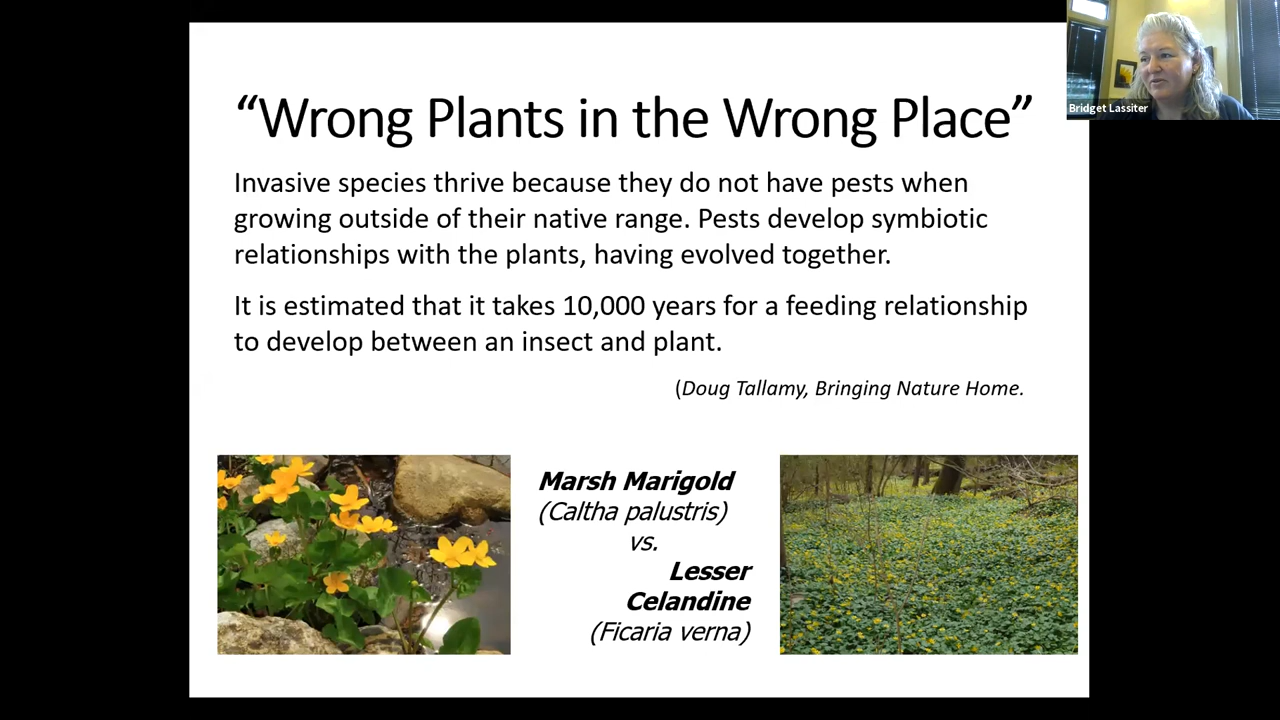 “Wrong Plants in the Wrong Place”
Bridget Lassiter
Invasive species thrive because they do not have pests when
growing outside of their native range. Pests develop symbiotic
relationships with the plants, having evolved together.
It is estimated that it takes 10,000 years for a feeding relationship
to develop between an insect and plant.
(Doug Tallamy, Bringing Nature Home.
Marsh Marigold
(Caltha palustris)
vs.
Lesser
Celandine
(Ficaria verna)